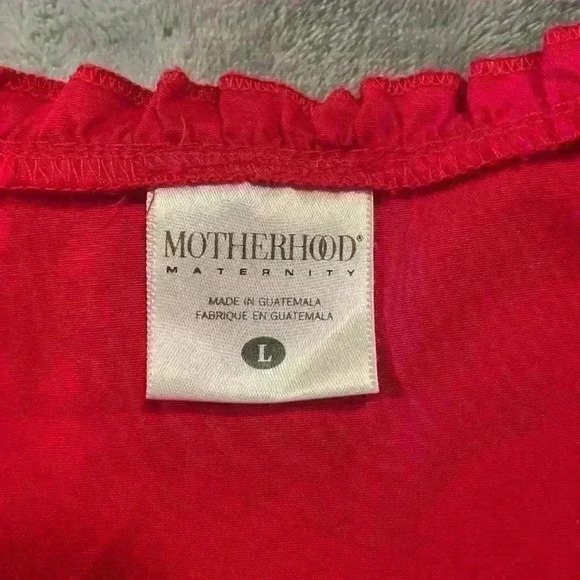 MOTHERHOOD®
MATERNITY
MADE IN GUATEMALA
FABRIQUE EN GUATEMALA
L